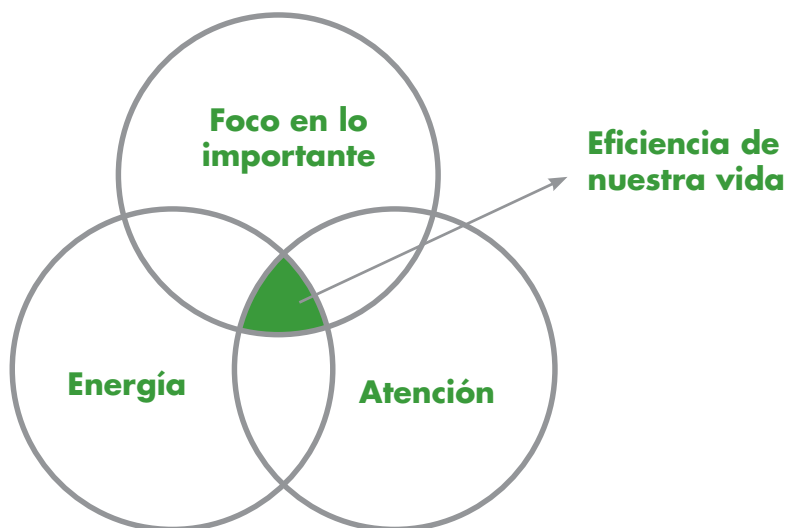 Foco en lo
importante
Eficiencia de
nuestra vida
Energía
Atención